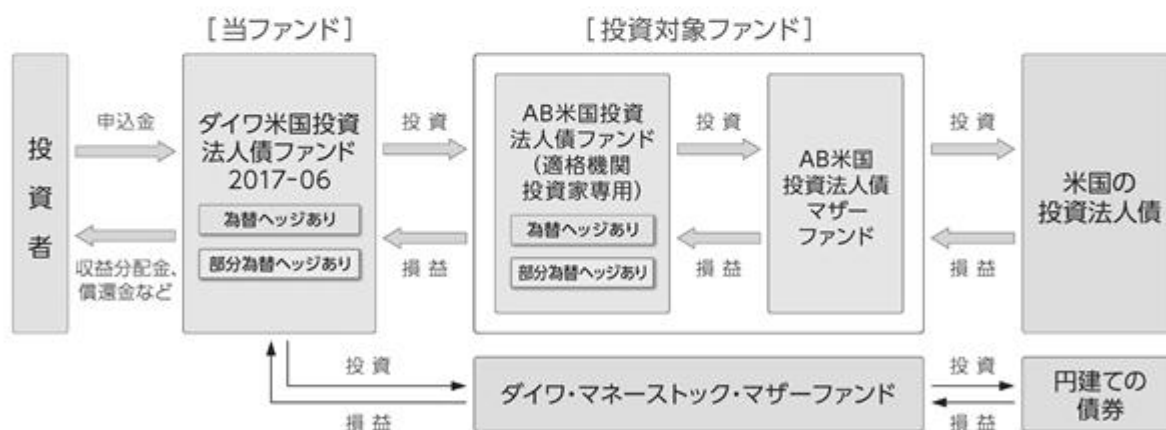 [当ファンド]
[投資対象ファンド]
投資者
申込金
収益分配金、
償還金など
ダイワ米国投資
法人債ファンド
2017-06
為替ヘッジあり
部分為替ヘッジあり
投資
損益
AB米国投資
法人債ファンド
(適格機関
投資家専用)
為替ヘッジあり
部分為替ヘッジあり
投資
損益
AB米国
投資法人債
マザー
ファンド
投資
損益
米国の
投資法人債
投資
損益
ダイワ・マネーストック・マザーファンド
投資
損益
円建ての
債券